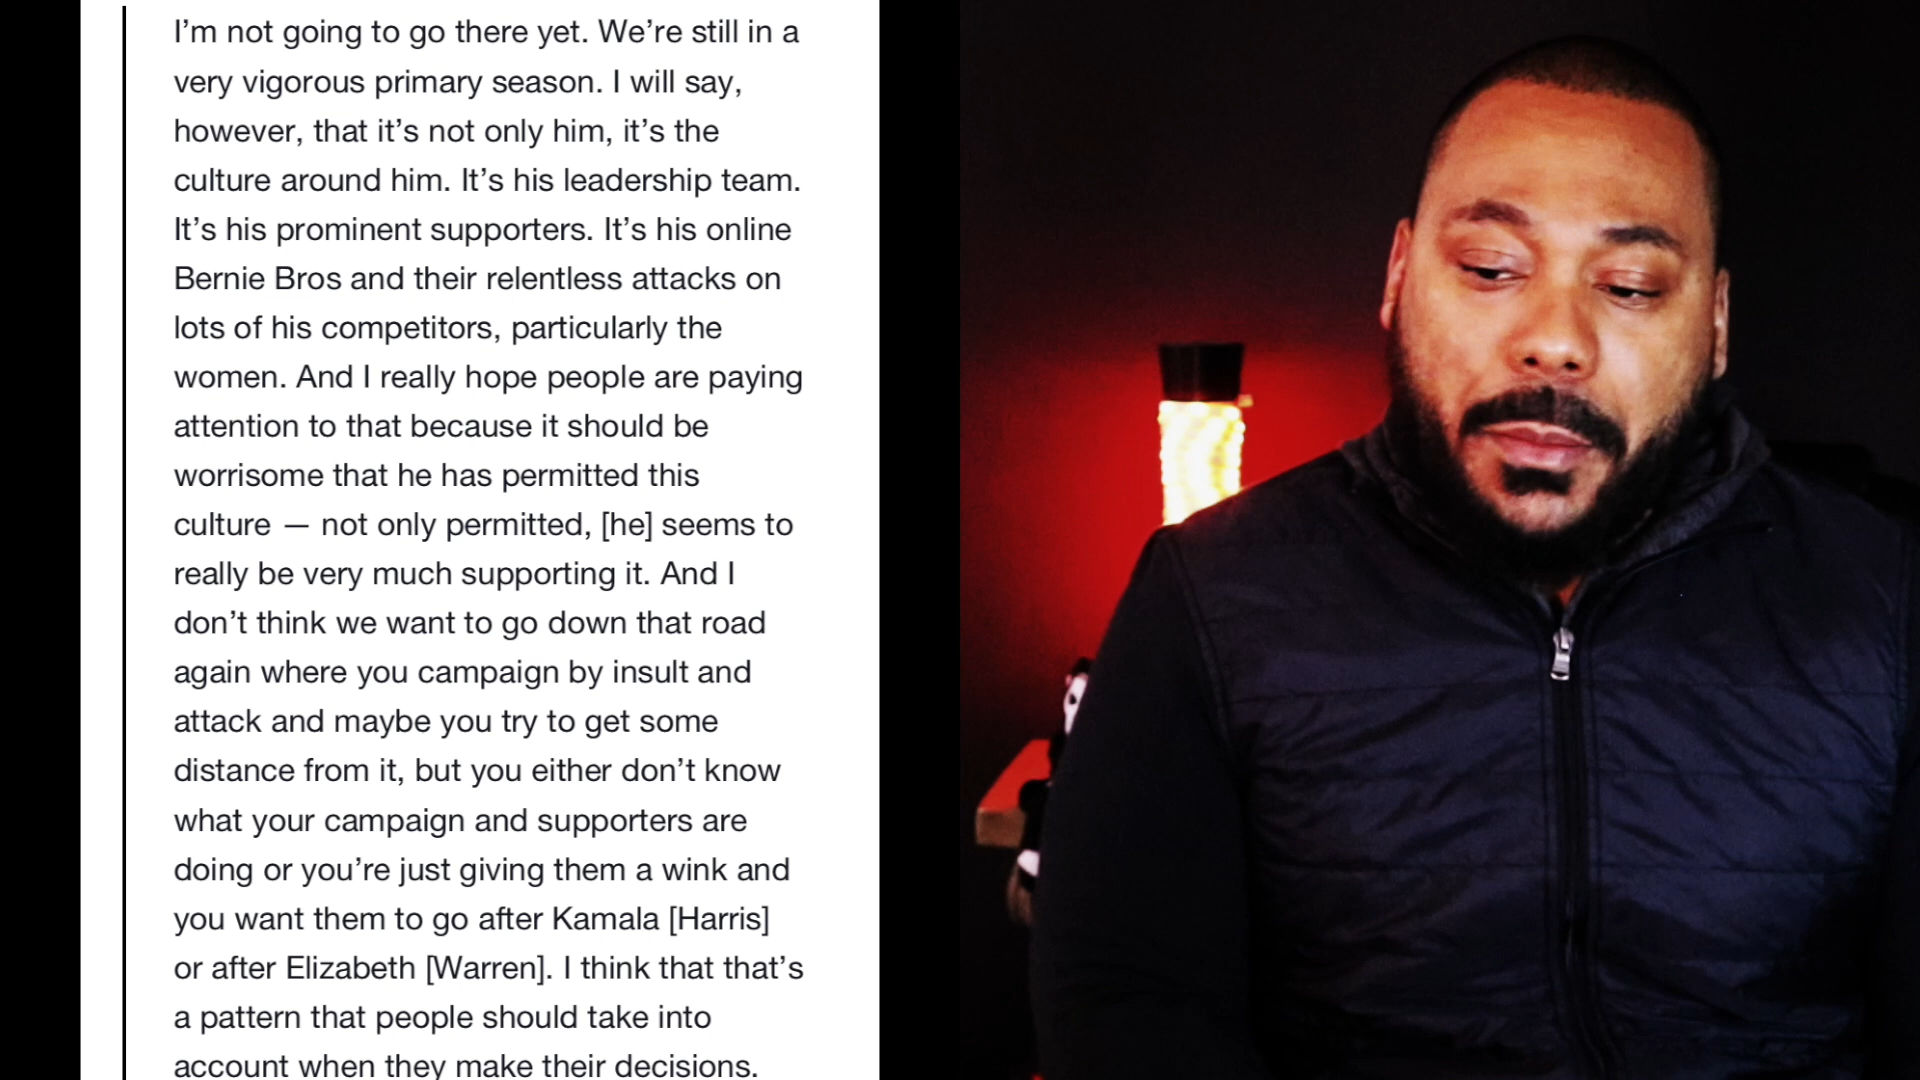 I’m not going to go there yet. We’re still in a
very vigorous primary season. I will say,
however, that it’s not only him, it’s the
culture around him. It’s his leadership team.
It’s his prominent supporters. It’s his online
Bernie Bros and their relentless attacks on
lots of his competitors, particularly the
women. And I really hope people are paying
attention to that because it should be
worrisome that he has permitted this
culture — not only permitted, [he] seems to
really be very much supporting it. And I
don’t think we want to go down that road
again where you campaign by insult and
attack and maybe you try to get some
distance from it, but you either don’t know
what your campaign and supporters are
doing or you’re just giving them a wink and
you want them to go after Kamala [Harris]
or after Elizabeth [Warren]. I think that that’s
a pattern that people should take into
account when they make their decisions.